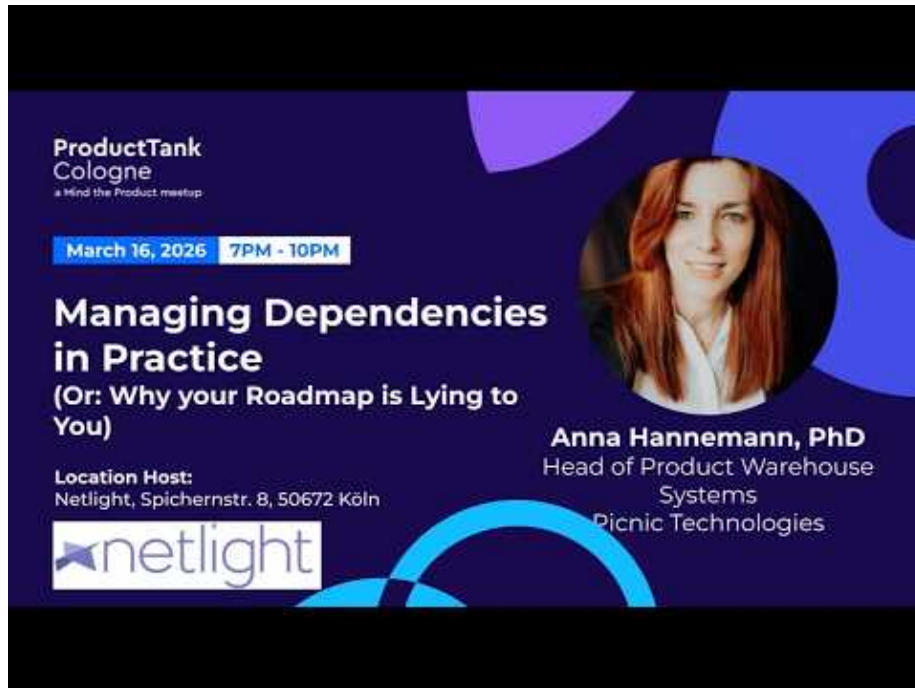 ProductTank
Cologne
a Mind the Product meetup
March 16, 2026 7PM - 10PM
Managing Dependencies
in Practice
(Or: Why your Roadmap is Lying to
You)
Location Host:
Netlight, Spichernstr. 8, 50672 Köln
netlight
Anna Hannemann, PhD
Head of Product Warehouse
Systems
Picnic Technologies